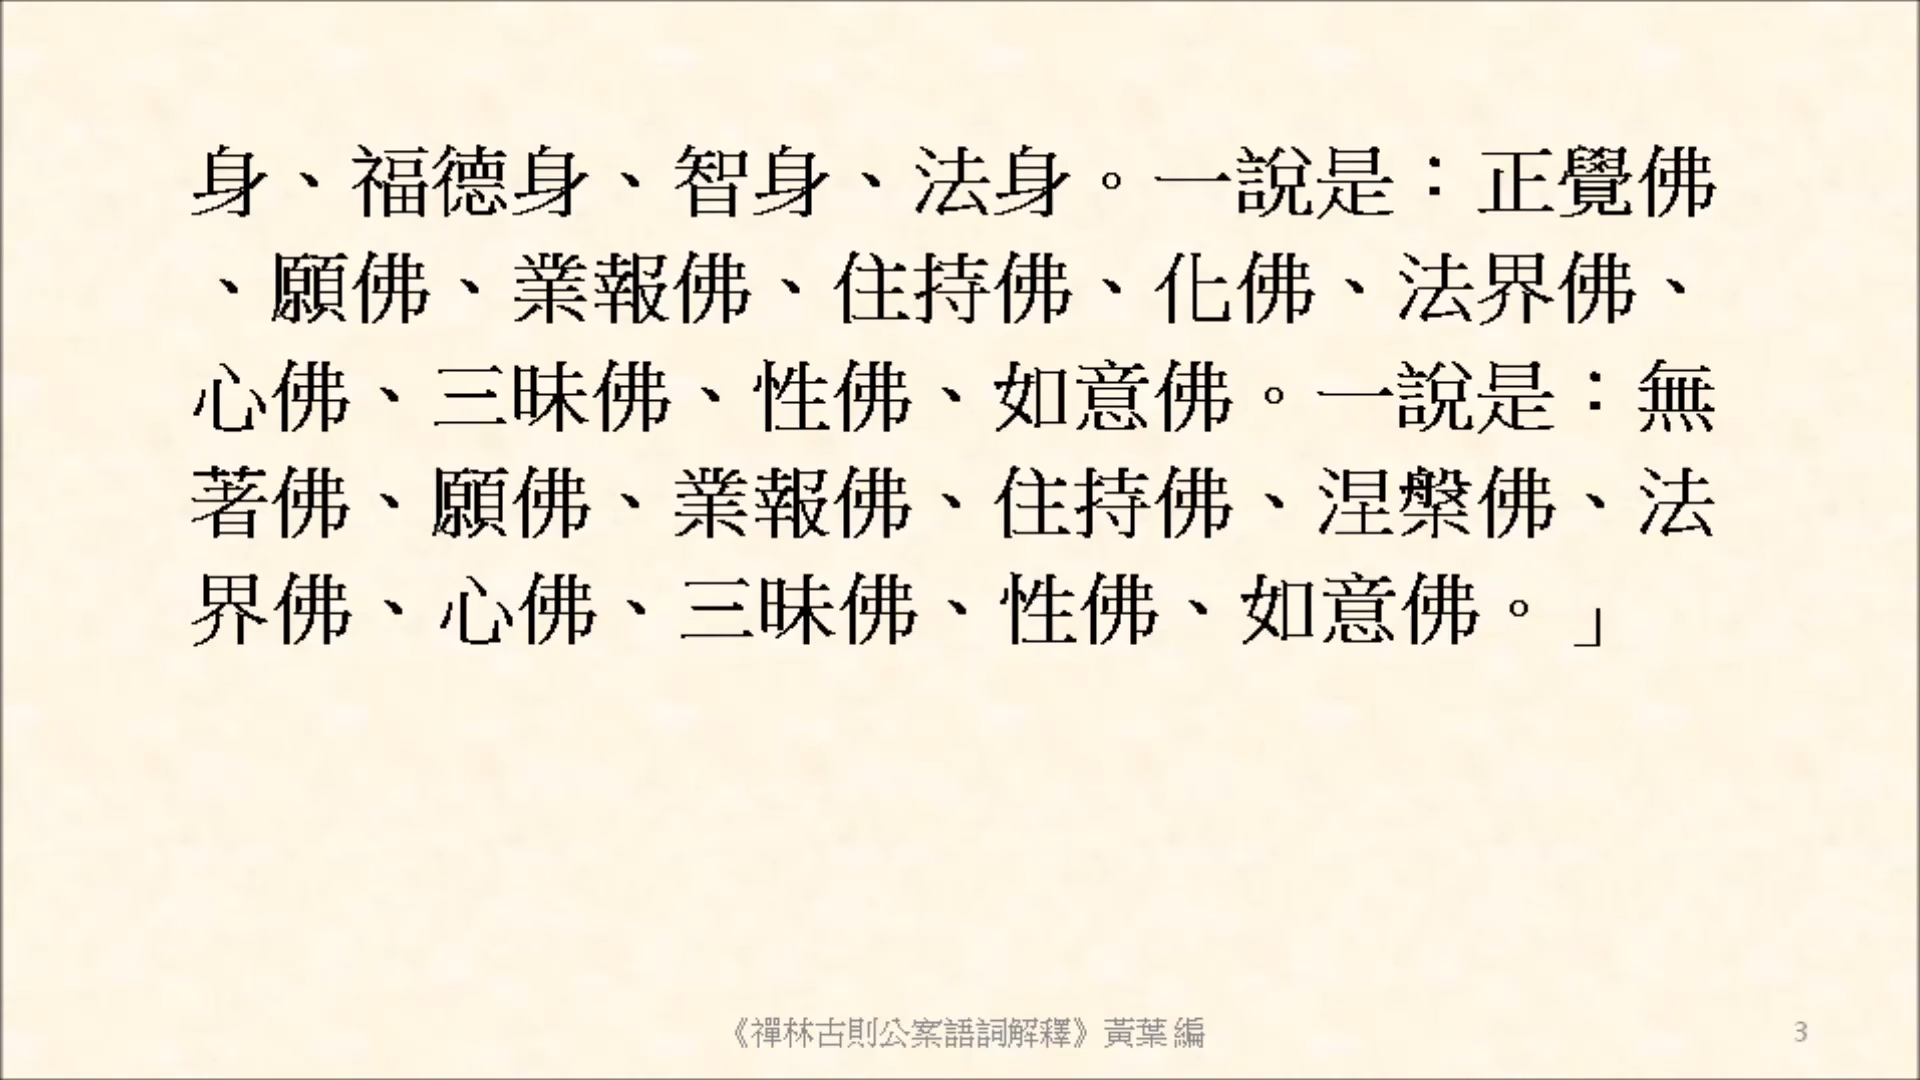 身、福德身、智身、法身。一說是：正覺佛
、願佛、業報佛、住持佛、化佛、法界佛、
心佛、三昧佛、性佛、如意佛。一說是：無
著佛、願佛、業報佛、住持佛、涅槃佛、法
界佛、心佛、三昧佛、性佛、如意佛。」
《禪林古則公案語詞解釋》黃葉 編
3